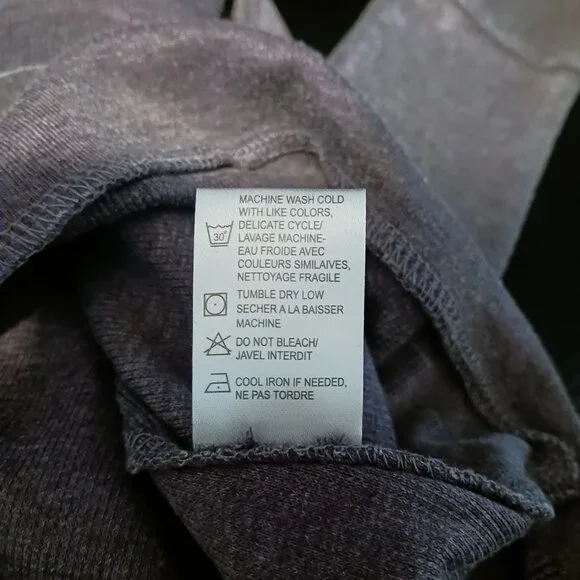 MACHINE WASH COLD
WITH LIKE COLORS,
DELICATE CYCLE/
LAVAGE MACHINE-
EAU FROIDE AVEC
COULEURS SIMILAIVES,
NETTOYAGE FRAGILE
30°
TUMBLE DRY LOW
SECHER A LA BAISSER
MACHINE
DO NOT BLEACH/
JAVEL INTERDIT
COOL IRON IF NEEDED,
NE PAS TORDRE